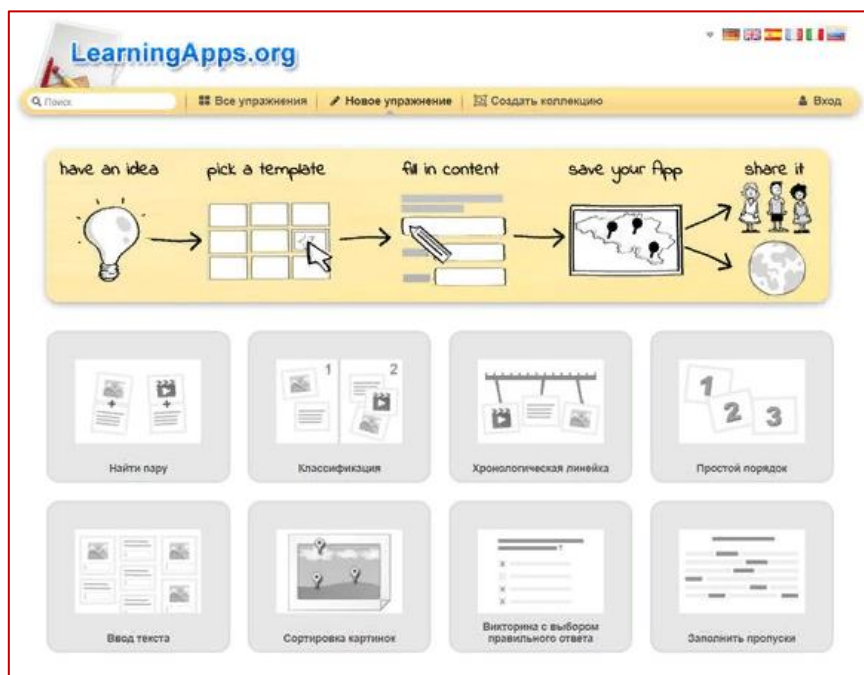 LearningApps.org
Поиск
Все упражнения
Новое упражнение
Создать коллекцию
Вход
have an idea
pick a template
fill in content
save your App
share it
1
2
1
2
3
Найти пару
Классификация
Хронологическая линейка
Простой порядок
?
Ввод текста
Сортировка картинок
Викторина с выбором
правильного ответа
Заполнить пропуски